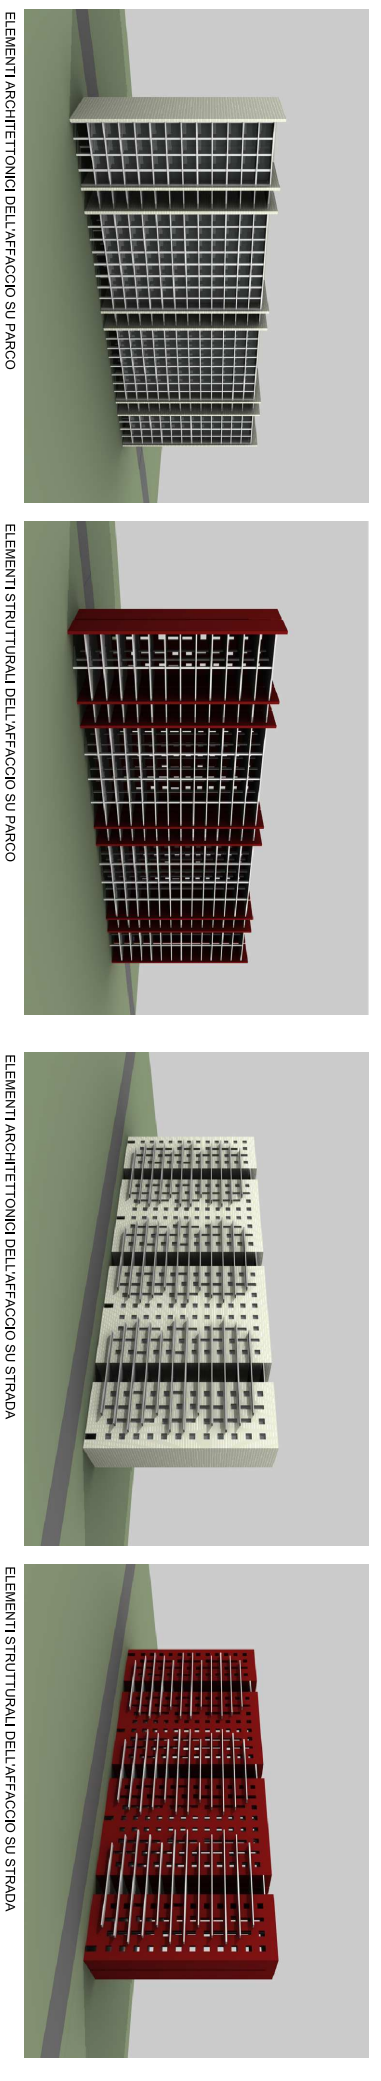 ELEMENTI ARCHITETTONICI DELL'AFFACCIO SU PARCO
ELEMENTI STRUTTURALI DELL'AFFACCIO SU PARCO
ELEMENTI ARCHITETTONICI DELL'AFFACCIO SU STRADA
ELEMENTI STRUTTURALI DELL'AFFACCIO SU STRADA